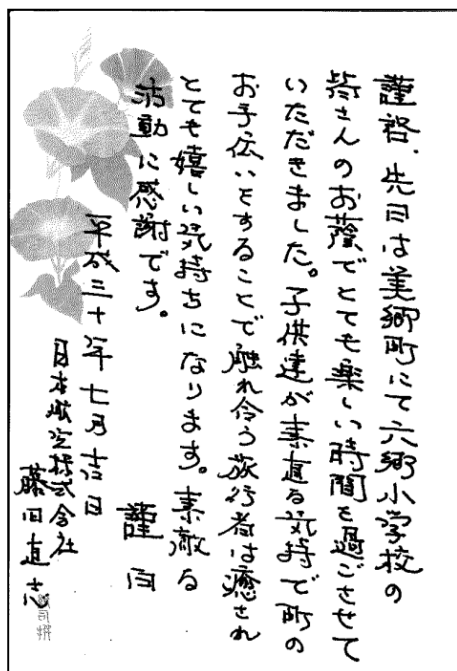 謹啓、先日は美郷町にて六郷小学校の
皆さんのお蔭でとても楽しい時間を過ごさせて
いただきました。子供達が素直な気持で町の
お手伝いをすることで触れ合う旅行者は癒され
とても嬉しい気持ちになります。素敵な
活動に感謝です。
謹白
平成三十年七月吉日
日本航空株式会社
藤田直志